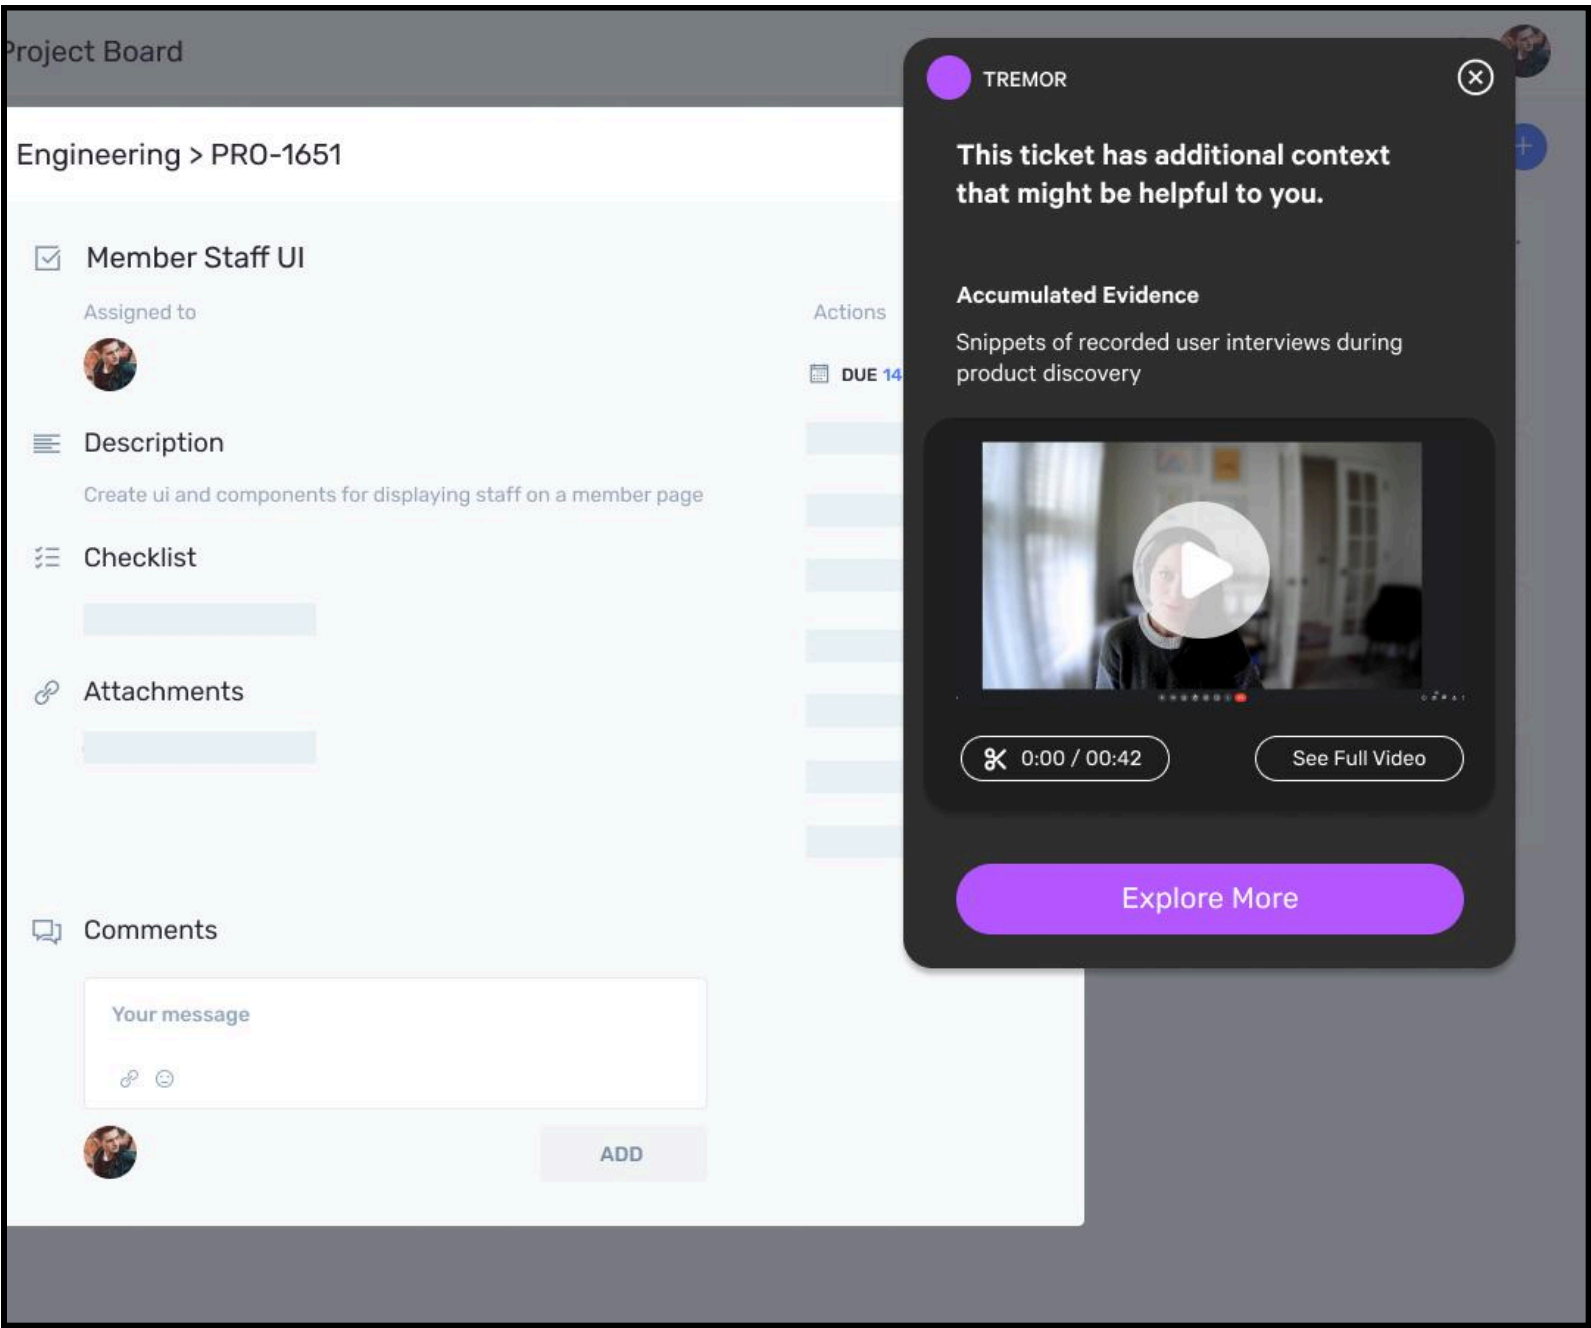 Project Board
Engineering > PRO-1651
Member Staff UI
Assigned to
Actions
DUE 14
Description
Create ui and components for displaying staff on a member page
Checklist
Attachments
Comments
Your message
ADD
TREMOR
This ticket has additional context
that might be helpful to you.
Accumulated Evidence
Snippets of recorded user interviews during
product discovery
0:00 / 00:42
See Full Video
Explore More